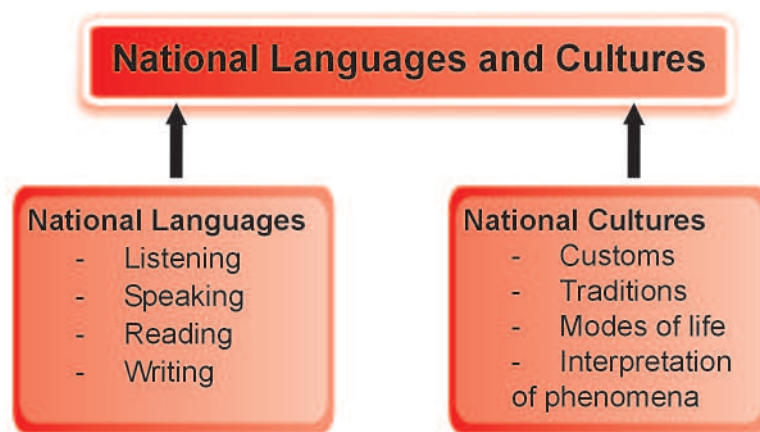 National Languages and Cultures
National Languages
- Listening
- Speaking
- Reading
- Writing
National Cultures
- Customs
- Traditions
- Modes of life
- Interpretation
of phenomena